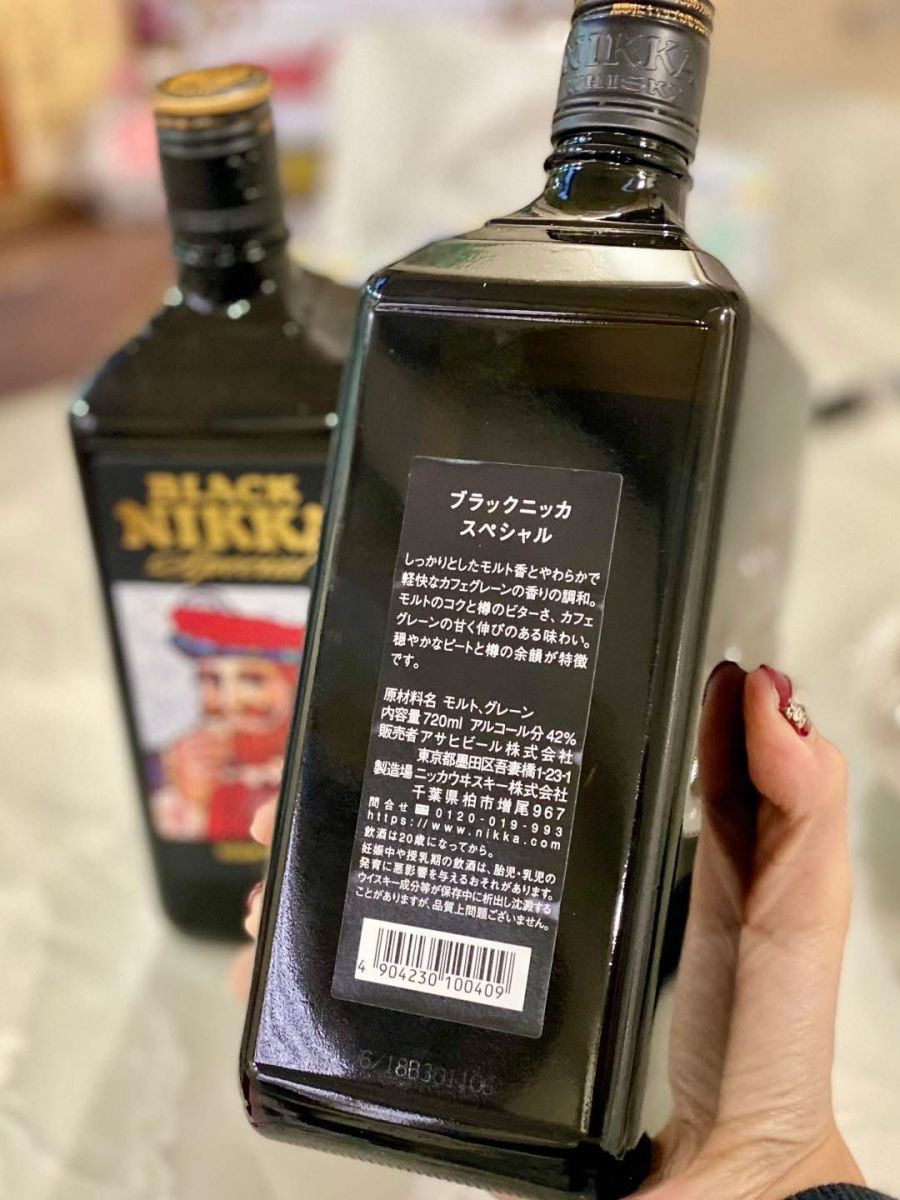 NIKKA
WHISKY
BLACK
NIKKA
Special
ブラックニッカ
スペシャル
しっかりとしたモルト香とやわらかで
軽快なカフェグレーンの香りの調和。
モルトのコクと樽のビターさ、カフェ
グレーンの甘く伸びのある味わい。
穏やかなピートと樽の余韻が特徴
です。
原材料名 モルト、グレーン
内容量720ml アルコール分42%
販売者アサヒビール株式会社
東京都墨田区吾妻橋1-23-1
製造場ニッカウヰスキー株式会社
千葉県柏市増尾967
問合せ 0120-019-993
https://www.nikka.com
飲酒は20歳になってから。
妊娠中や授乳期の飲酒は、胎児・乳児の
発育に悪影響を与えるおそれがあります。
ウイスキー成分等が保存中に析出し沈澱する
ことがありますが、品質上問題ございません。
4 904230 100409
6/18B301106